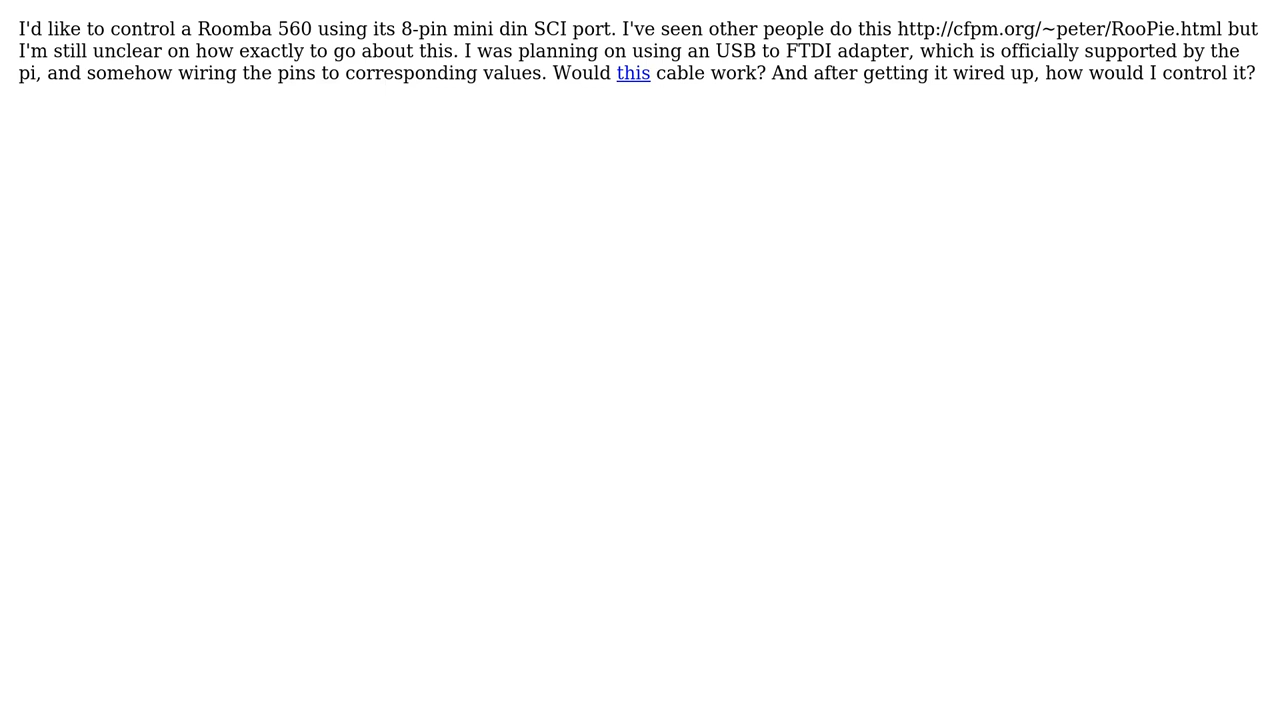 I'd like to control a Roomba 560 using its 8-pin mini din SCI port. I've seen other people do this http://cfpm.org/~peter/RooPie.html but
I'm still unclear on how exactly to go about this. I was planning on using an USB to FTDI adapter, which is officially supported by the
pi, and somehow wiring the pins to corresponding values. Would this cable work? And after getting it wired up, how would I control it?